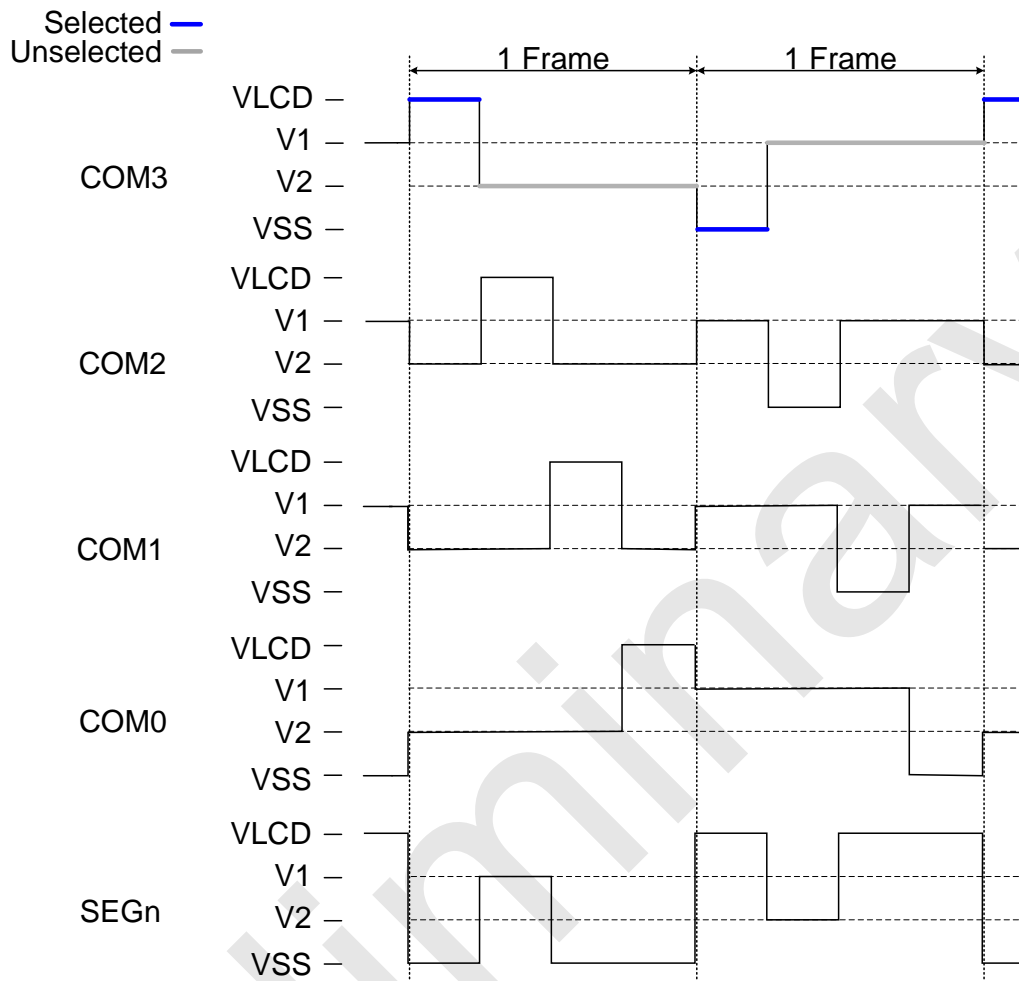 Selected
Unselected
1 Frame 1 Frame
VLCD
V1
COM3
V2
VSS
VLCD
V1
COM2
V2
VSS
VLCD
V1
COM1
V2
VSS
VLCD
V1
COM0
V2
VSS
VLCD
V1
SEGn
V2
VSS
liminary